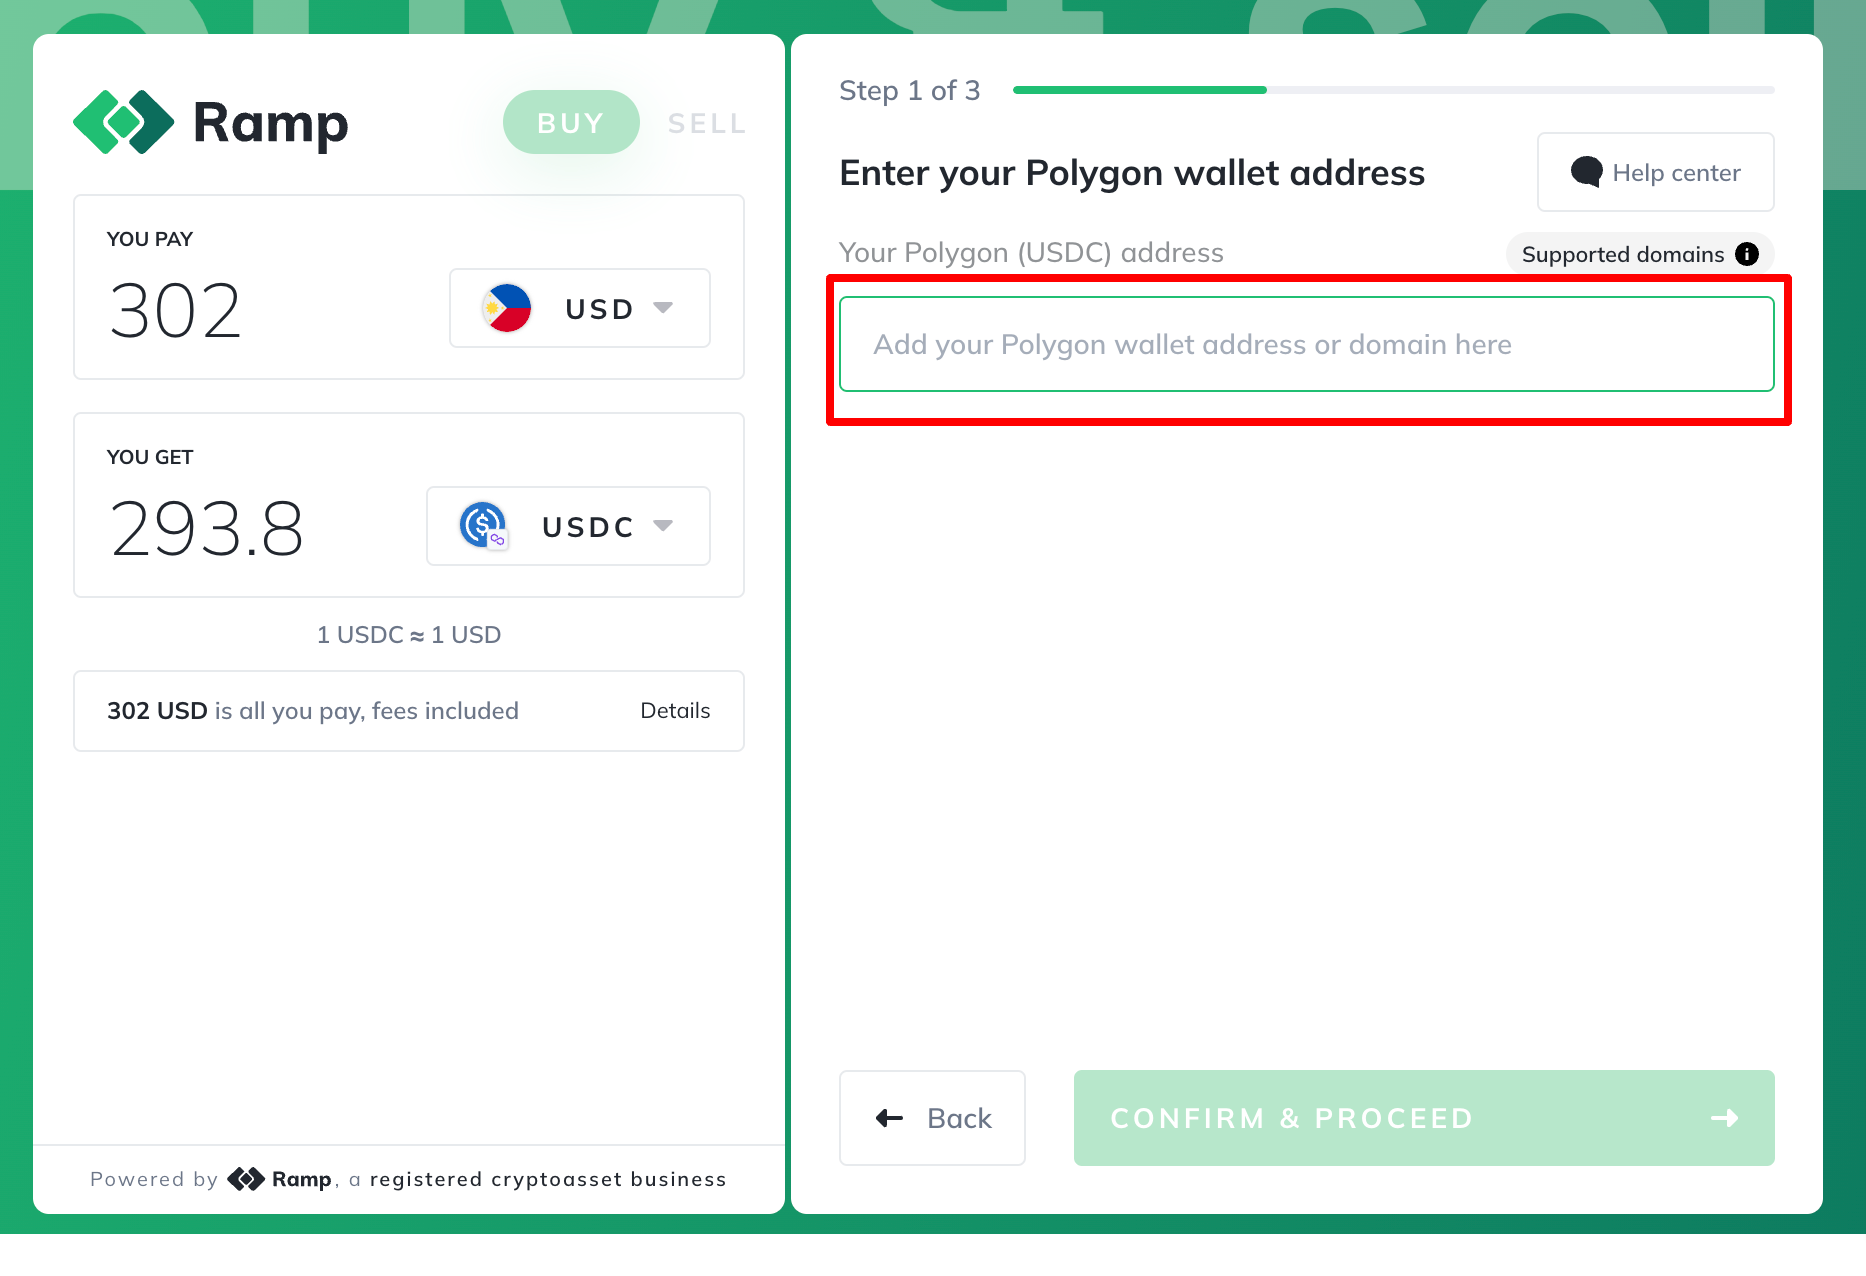 Ramp
BUY SELL
YOU PAY
302
USD
YOU GET
293.8
USDC
1 USDC ≈ 1 USD
302 USD is all you pay, fees included
Details
Powered by Ramp, a registered cryptoasset business
Step 1 of 3
Enter your Polygon wallet address
Help center
Your Polygon (USDC) address
Supported domains
Add your Polygon wallet address or domain here
Back
CONFIRM & PROCEED